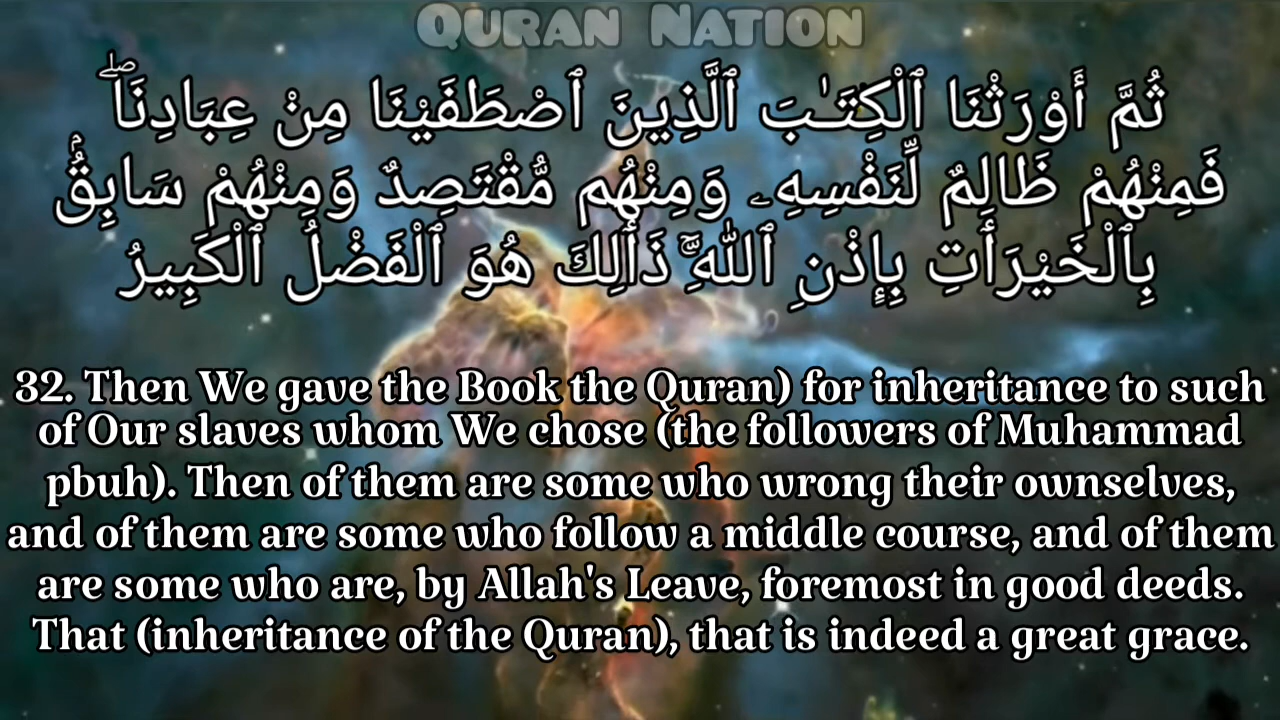 QURAN NATION
ثُمَّ أَوْرَثْنَا ٱلْكِتَـٰبَ ٱلَّذِينَ ٱصْطَفَيْنَا مِنْ عِبَادِنَاۖ
فَمِنْهُمْ ظَالِمٌ لِّنَفْسِهِۦ وَمِنْهُم مُّقْتَصِدٌ وَمِنْهُمْ سَابِقُۢ
بِٱلْخَيْرَأَتِ بِإِذْنِ ٱللَّهِۚ ذَأَلِكَ هُوَ ٱلْفَضْلُ ٱلْكَبِيرُ
32. Then We gave the Book the Quran) for inheritance to such
of Our slaves whom We chose (the followers of Muhammad
pbuh). Then of them are some who wrong their ownselves,
and of them are some who follow a middle course, and of them
are some who are, by Allah's Leave, foremost in good deeds.
That (inheritance of the Quran), that is indeed a great grace.